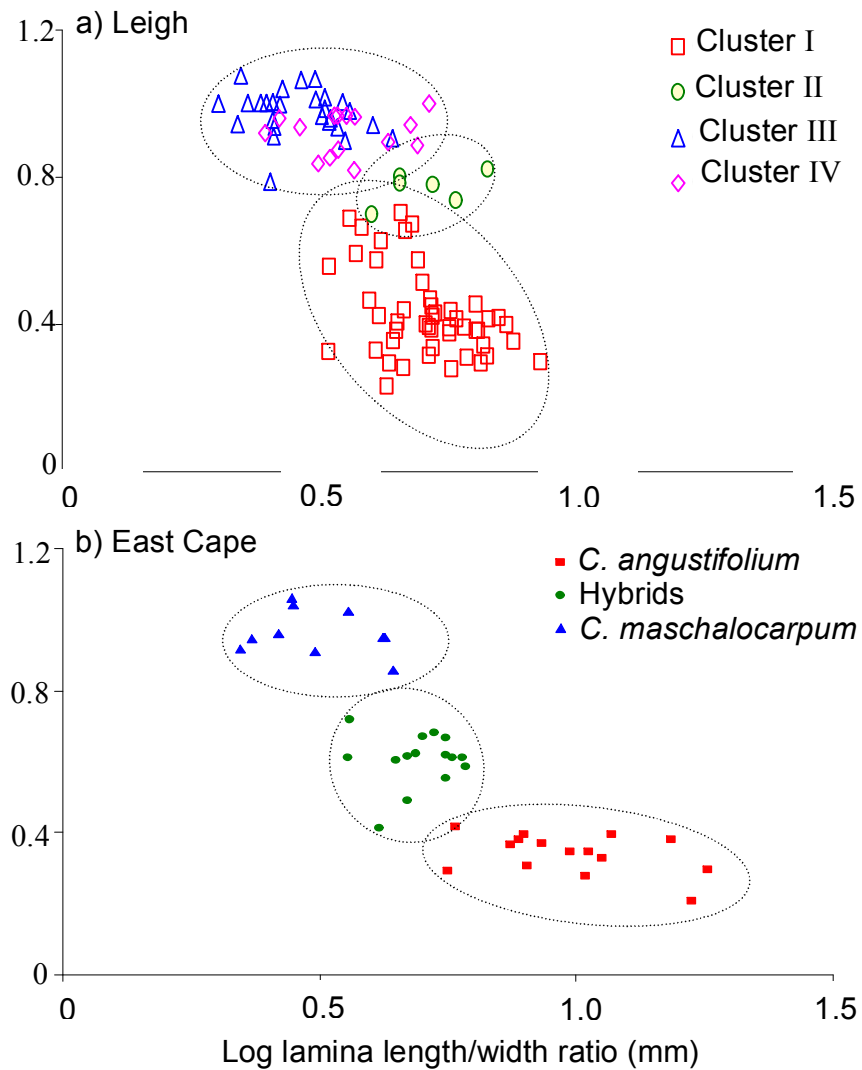 a) Leigh
1.2
0.8
0.4
0
Cluster I
Cluster II
Cluster III
Cluster IV
0 0.5 1.0 1.5
b) East Cape
1.2
0.8
0.4
0
C. angustifolium
Hybrids
C. maschalocarpum
0 0.5 1.0 1.5
Log lamina length/width ratio (mm)